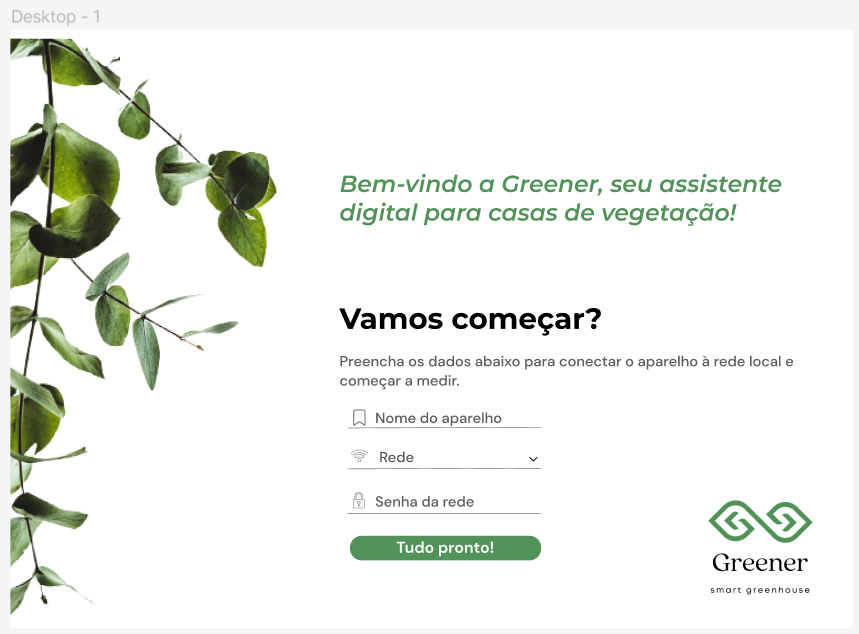 Desktop - 1
Bem-vindo a Greener, seu assistente
digital para casas de vegetação!
Vamos começar?
Preencha os dados abaixo para conectar o aparelho à rede local e
começar a medir.
Nome do aparelho
Rede
Senha da rede
Tudo pronto!
Greener
smart greenhouse